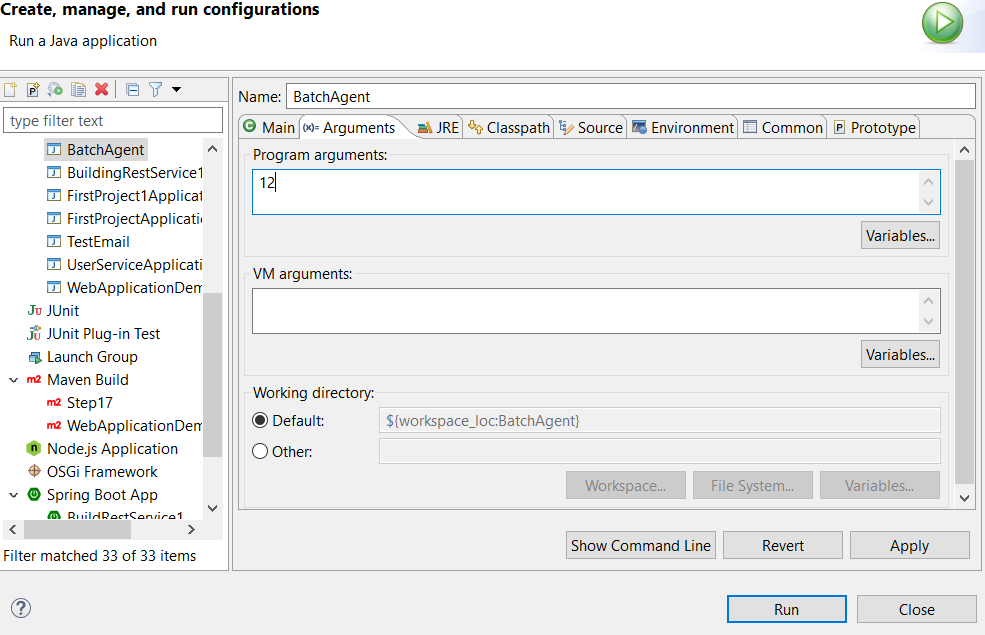 Create, manage, and run configurations
Run a Java application
type filter text
BatchAgent
BuildingRestService1
FirstProject1Applicat
FirstProjectApplicati
TestEmail
UserServiceApplicati
WebApplicationDem
JUnit
JUnit Plug-in Test
Launch Group
Maven Build
Step17
WebApplicationDem
Node.js Application
OSGi Framework
Spring Boot App
BuildRestService1
Filter matched 33 of 33 items
Name: BatchAgent
Main (x)= Arguments JRE Classpath Source Environment Common Prototype
Program arguments:
12
Variables...
VM arguments:
Variables...
Working directory:
Default: ${workspace_loc:BatchAgent}
Other:
Workspace... File System... Variables...
Show Command Line Revert Apply
Run Close